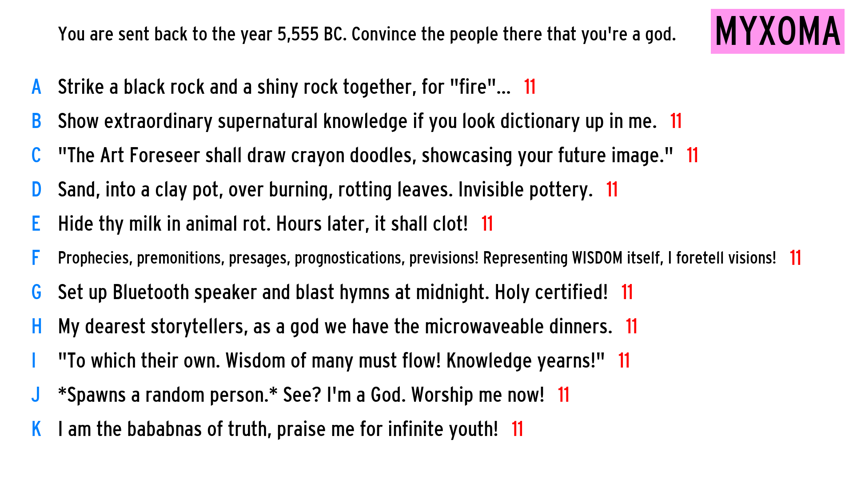 You are sent back to the year 5,555 BC. Convince the people there that you're a god.
MYXOMA
A Strike a black rock and a shiny rock together, for "fire"... 11
B Show extraordinary supernatural knowledge if you look dictionary up in me. 11
C "The Art Foreseer shall draw crayon doodles, showcasing your future image." 11
D Sand, into a clay pot, over burning, rotting leaves. Invisible pottery. 11
E Hide thy milk in animal rot. Hours later, it shall clot! 11
F Prophecies, premonitions, presages, prognostications, previsions! Representing WISDOM itself, I foretell visions! 11
G Set up Bluetooth speaker and blast hymns at midnight. Holy certified! 11
H My dearest storytellers, as a god we have the microwaveable dinners. 11
I "To which their own. Wisdom of many must flow! Knowledge yearns!" 11
J *Spawns a random person.* See? I'm a God. Worship me now! 11
K I am the bababnas of truth, praise me for infinite youth! 11